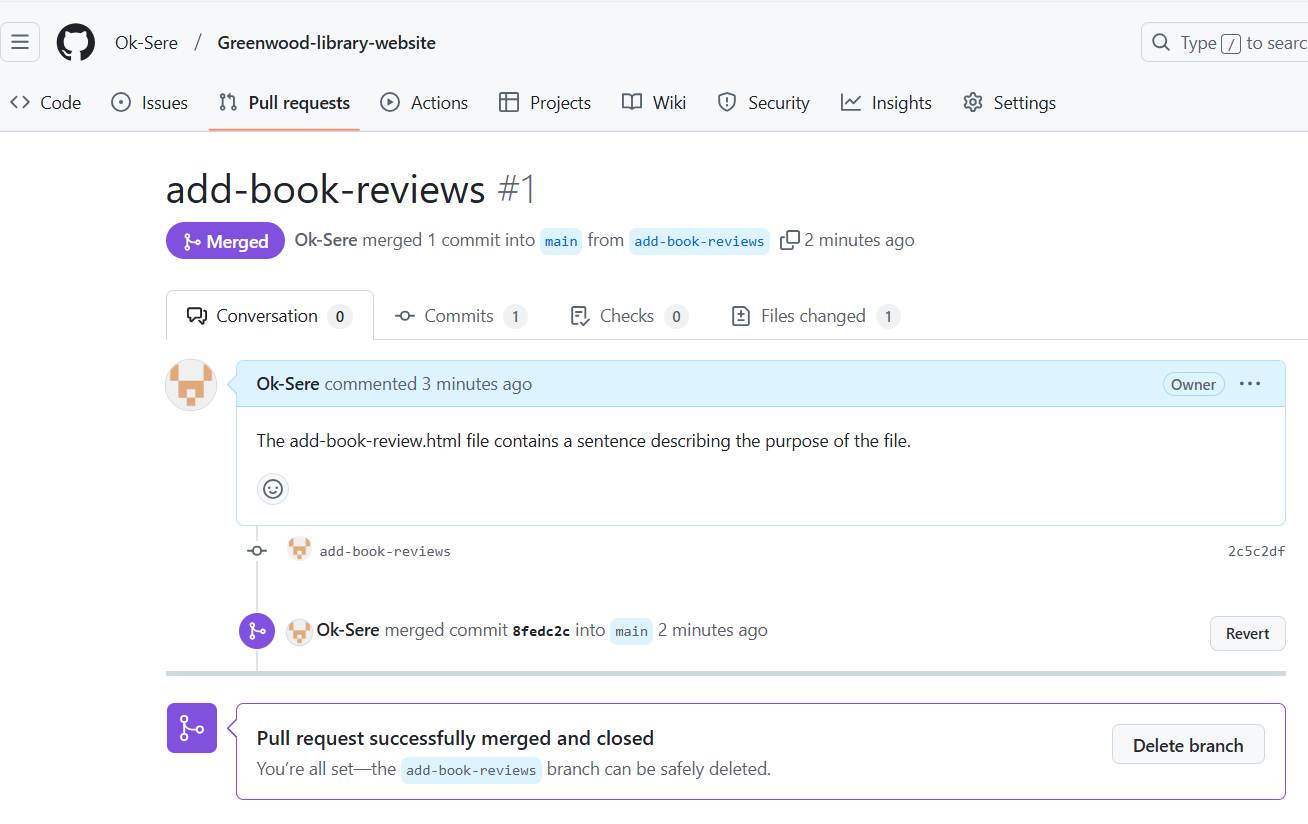 Ok-Sere / Greenwood-library-website Type / to searc
Code Issues Pull requests Actions Projects Wiki Security Insights Settings
add-book-reviews #1
Merged Ok-Sere merged 1 commit into main from add-book-reviews 2 minutes ago
Conversation 0 Commits 1 Checks 0 Files changed 1
Ok-Sere commented 3 minutes ago Owner ...
The add-book-review.html file contains a sentence describing the purpose of the file.
add-book-reviews 2c5c2df
Ok-Sere merged commit 8fedc2c into main 2 minutes ago Revert
Pull request successfully merged and closed Delete branch
You’re all set—the add-book-reviews branch can be safely deleted.